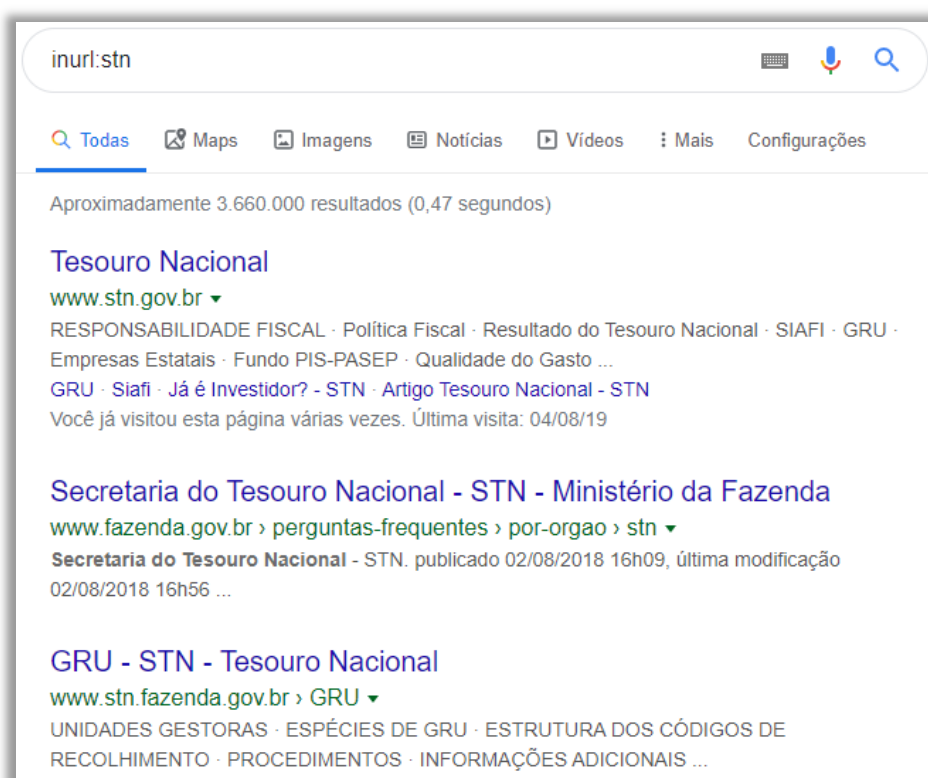 inurl:stn
Todas Maps Imagens Notícias Vídeos Mais Configurações
Aproximadamente 3.660.000 resultados (0,47 segundos)
Tesouro Nacional
www.stn.gov.br
RESPONSABILIDADE FISCAL · Política Fiscal · Resultado do Tesouro Nacional · SIAFI · GRU ·
Empresas Estatais · Fundo PIS-PASEP · Qualidade do Gasto ...
GRU · Siafi · Já é Investidor? - STN · Artigo Tesouro Nacional - STN
Você já visitou esta página várias vezes. Última visita: 04/08/19
Secretaria do Tesouro Nacional - STN - Ministério da Fazenda
www.fazenda.gov.br › perguntas-frequentes › por-orgao › stn
Secretaria do Tesouro Nacional - STN. publicado 02/08/2018 16h09, última modificação
02/08/2018 16h56 ...
GRU - STN - Tesouro Nacional
www.stn.fazenda.gov.br › GRU
UNIDADES GESTORAS · ESPÉCIES DE GRU · ESTRUTURA DOS CÓDIGOS DE
RECOLHIMENTO · PROCEDIMENTOS · INFORMAÇÕES ADICIONAIS ...